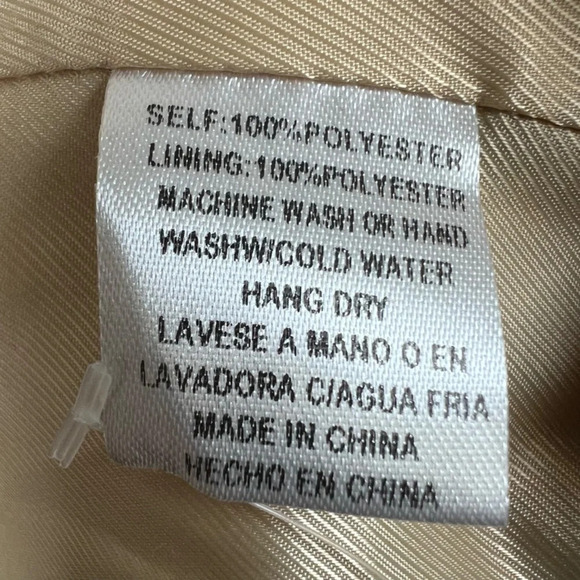 SELF:100%POLYESTER
LINING:100%POLYESTER
MACHINE WASH OR HAND
WASHW/COLD WATER
HANG DRY
LAVESE A MANO O EN
LAVADORA C/AGUA FRIA
MADE IN CHINA
HECHO EN CHINA